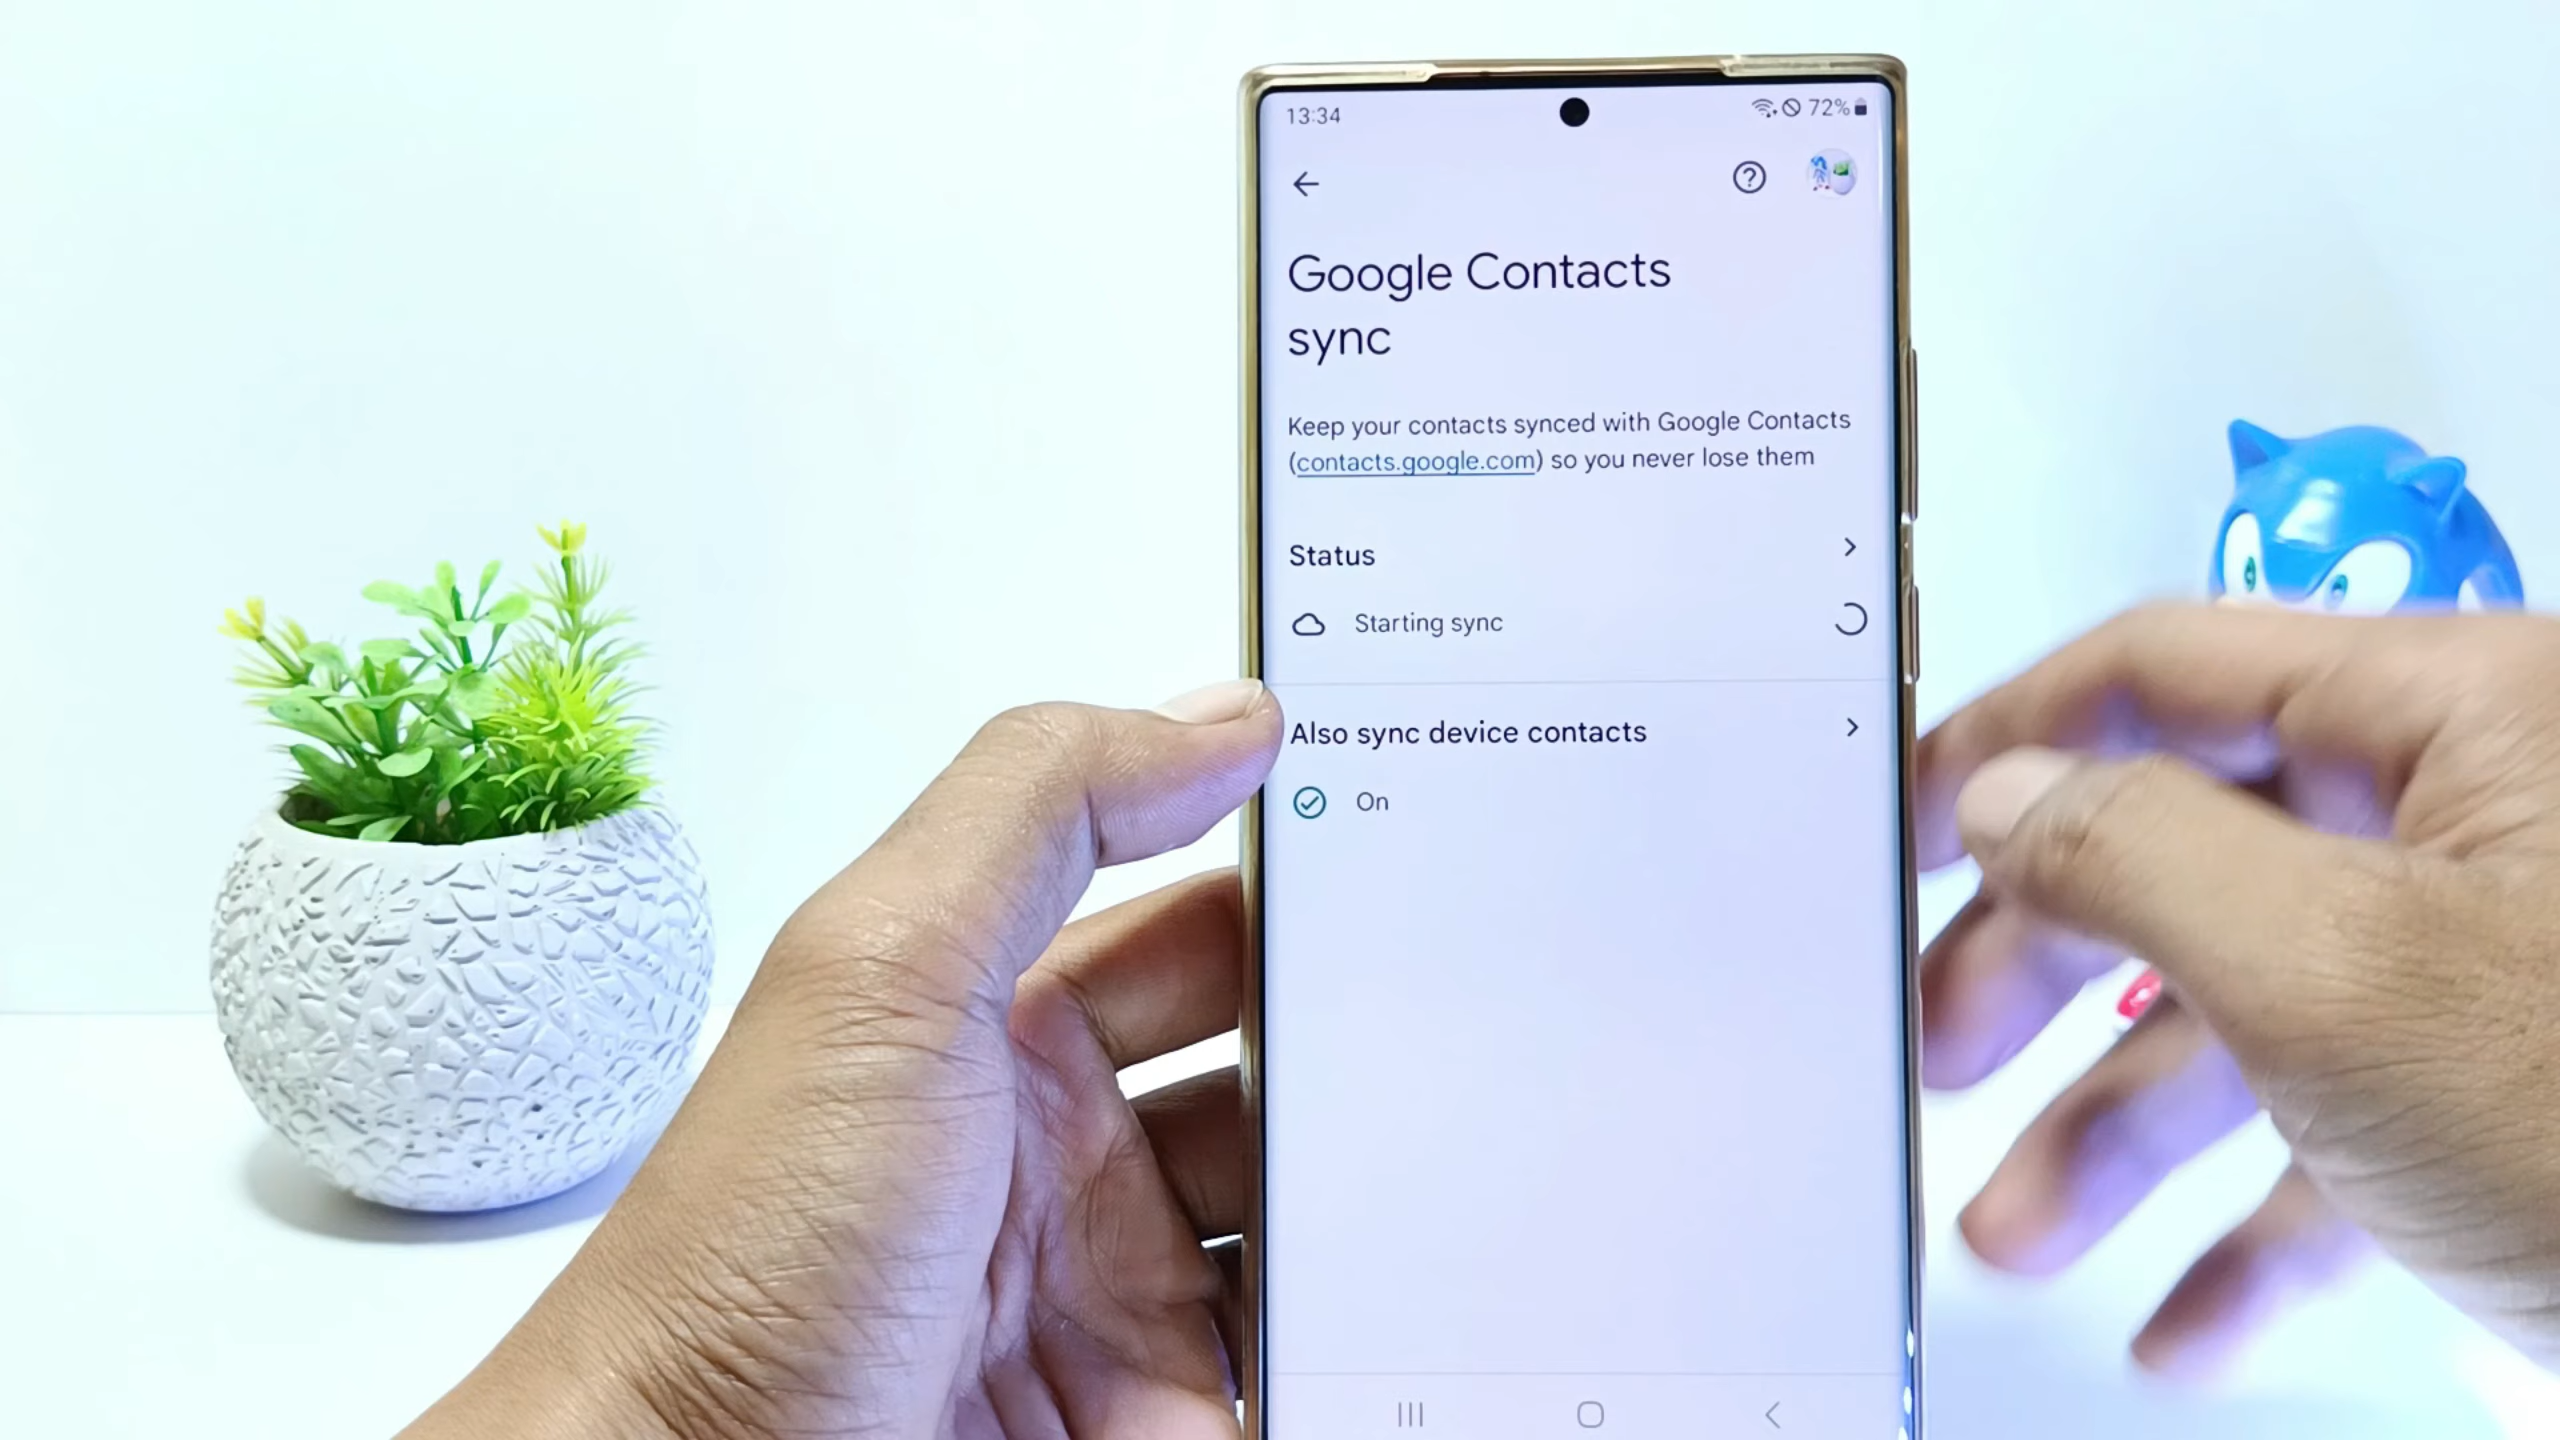 13:34
72%
Google Contacts
sync
Keep your contacts synced with Google Contacts
(contacts.google.com) so you never lose them
Status
Starting sync
Also sync device contacts
On